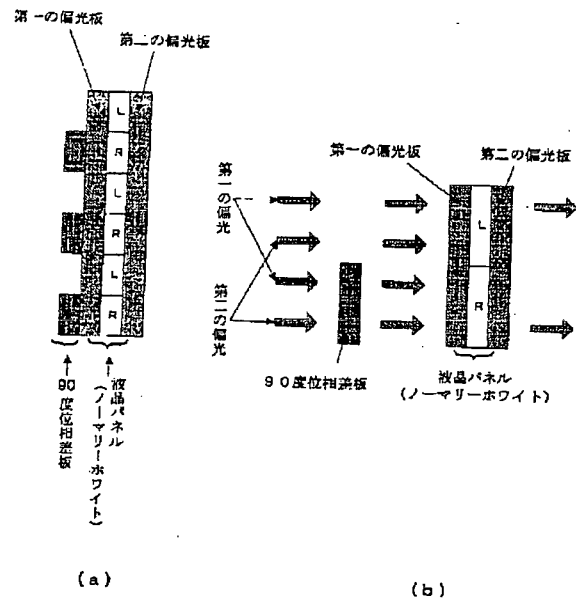 第一の偏光板
第二の偏光板
L
R
L
R
L
R
90度位相差板
液晶パネル
(ノーマリーホワイト)
(a)
第一の偏光
第二の偏光
第一の偏光板
第二の偏光板
L
R
90度位相差板
液晶パネル
(ノーマリーホワイト)
(b)